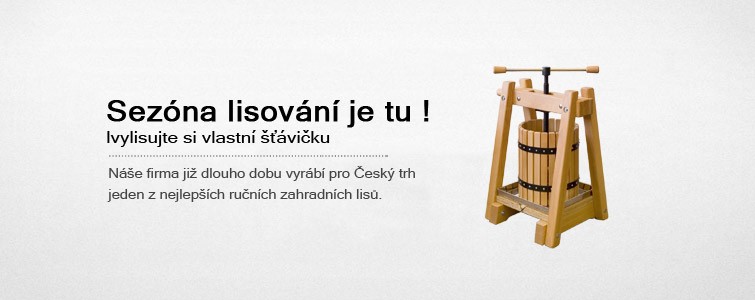 Sezóna lisování je tu !
Ivylisujte si vlastní šťávičku
Náše firma již dlouho dobu vyrábí pro Český trh
jeden z nejlepších ručních zahradních lisů.